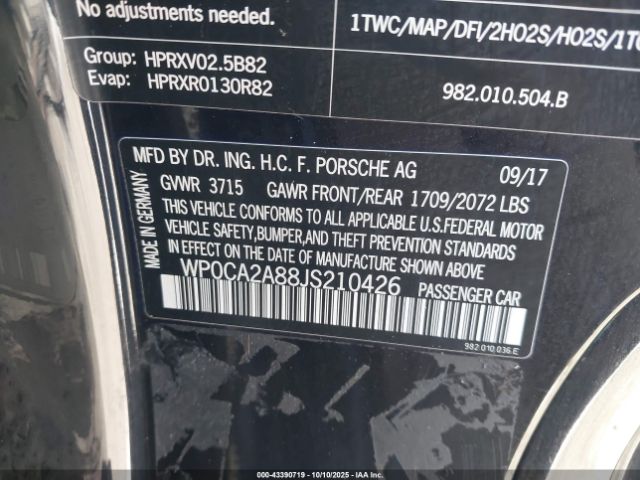 No adjustments needed.
1TWC/MAP/DFI/2HO2S/HO2S/1T
Group: HPRXV02.5B82
Evap: HPRXR0130R82
982.010.504.B
MADE IN GERMANY
MFD BY DR. ING. H.C. F. PORSCHE AG 09/17
GVWR 3715 GAWR FRONT/REAR 1709/2072 LBS
THIS VEHICLE CONFORMS TO ALL APPLICABLE U.S.FEDERAL MOTOR
VEHICLE SAFETY,BUMPER,AND THEFT PREVENTION STANDARDS
IN EFFECT ON THE DATE OF MANUFACTURE SHOWN ABOVE
WP0CA2A88JS210426 PASSENGER CAR
982.010.036.E
Stock: 000-43390719 - 10/10/2025 - IAA Inc.